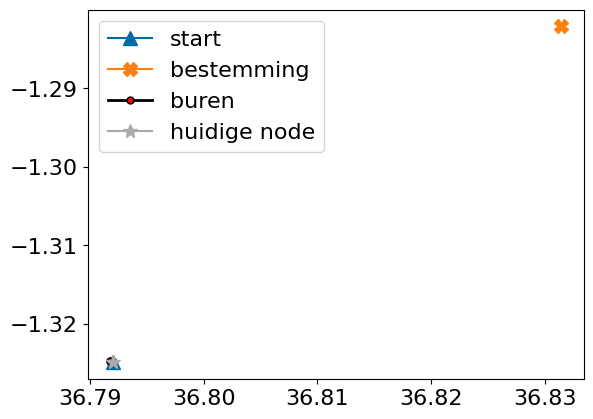 start
bestemming
buren
huidige node
−1.29
−1.30
−1.31
−1.32
36.79 36.80 36.81 36.82 36.83